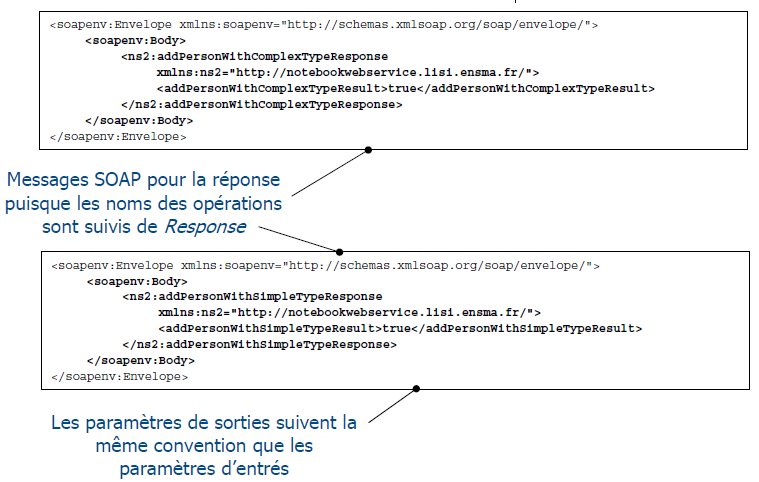 <soapenv:Envelope xmlns:soapenv="http://schemas.xmlsoap.org/soap/envelope/">
<soapenv:Body>
<ns2:addPersonWithComplexTypeResponse
xmlns:ns2="http://notebookwebservice.lisi.ensma.fr/">
<addPersonWithComplexTypeResult>true</addPersonWithComplexTypeResult>
</ns2:addPersonWithComplexTypeResponse>
</soapenv:Body>
</soapenv:Envelope>
Messages SOAP pour la réponse
puisque les noms des opérations
sont suivis de Response
<soapenv:Envelope xmlns:soapenv="http://schemas.xmlsoap.org/soap/envelope/">
<soapenv:Body>
<ns2:addPersonWithSimpleTypeResponse
xmlns:ns2="http://notebookwebservice.lisi.ensma.fr/">
<addPersonWithSimpleTypeResult>true</addPersonWithSimpleTypeResult>
</ns2:addPersonWithSimpleTypeResponse>
</soapenv:Body>
</soapenv:Envelope>
Les paramètres de sorties suivent la
même convention que les
paramètres d'entrés